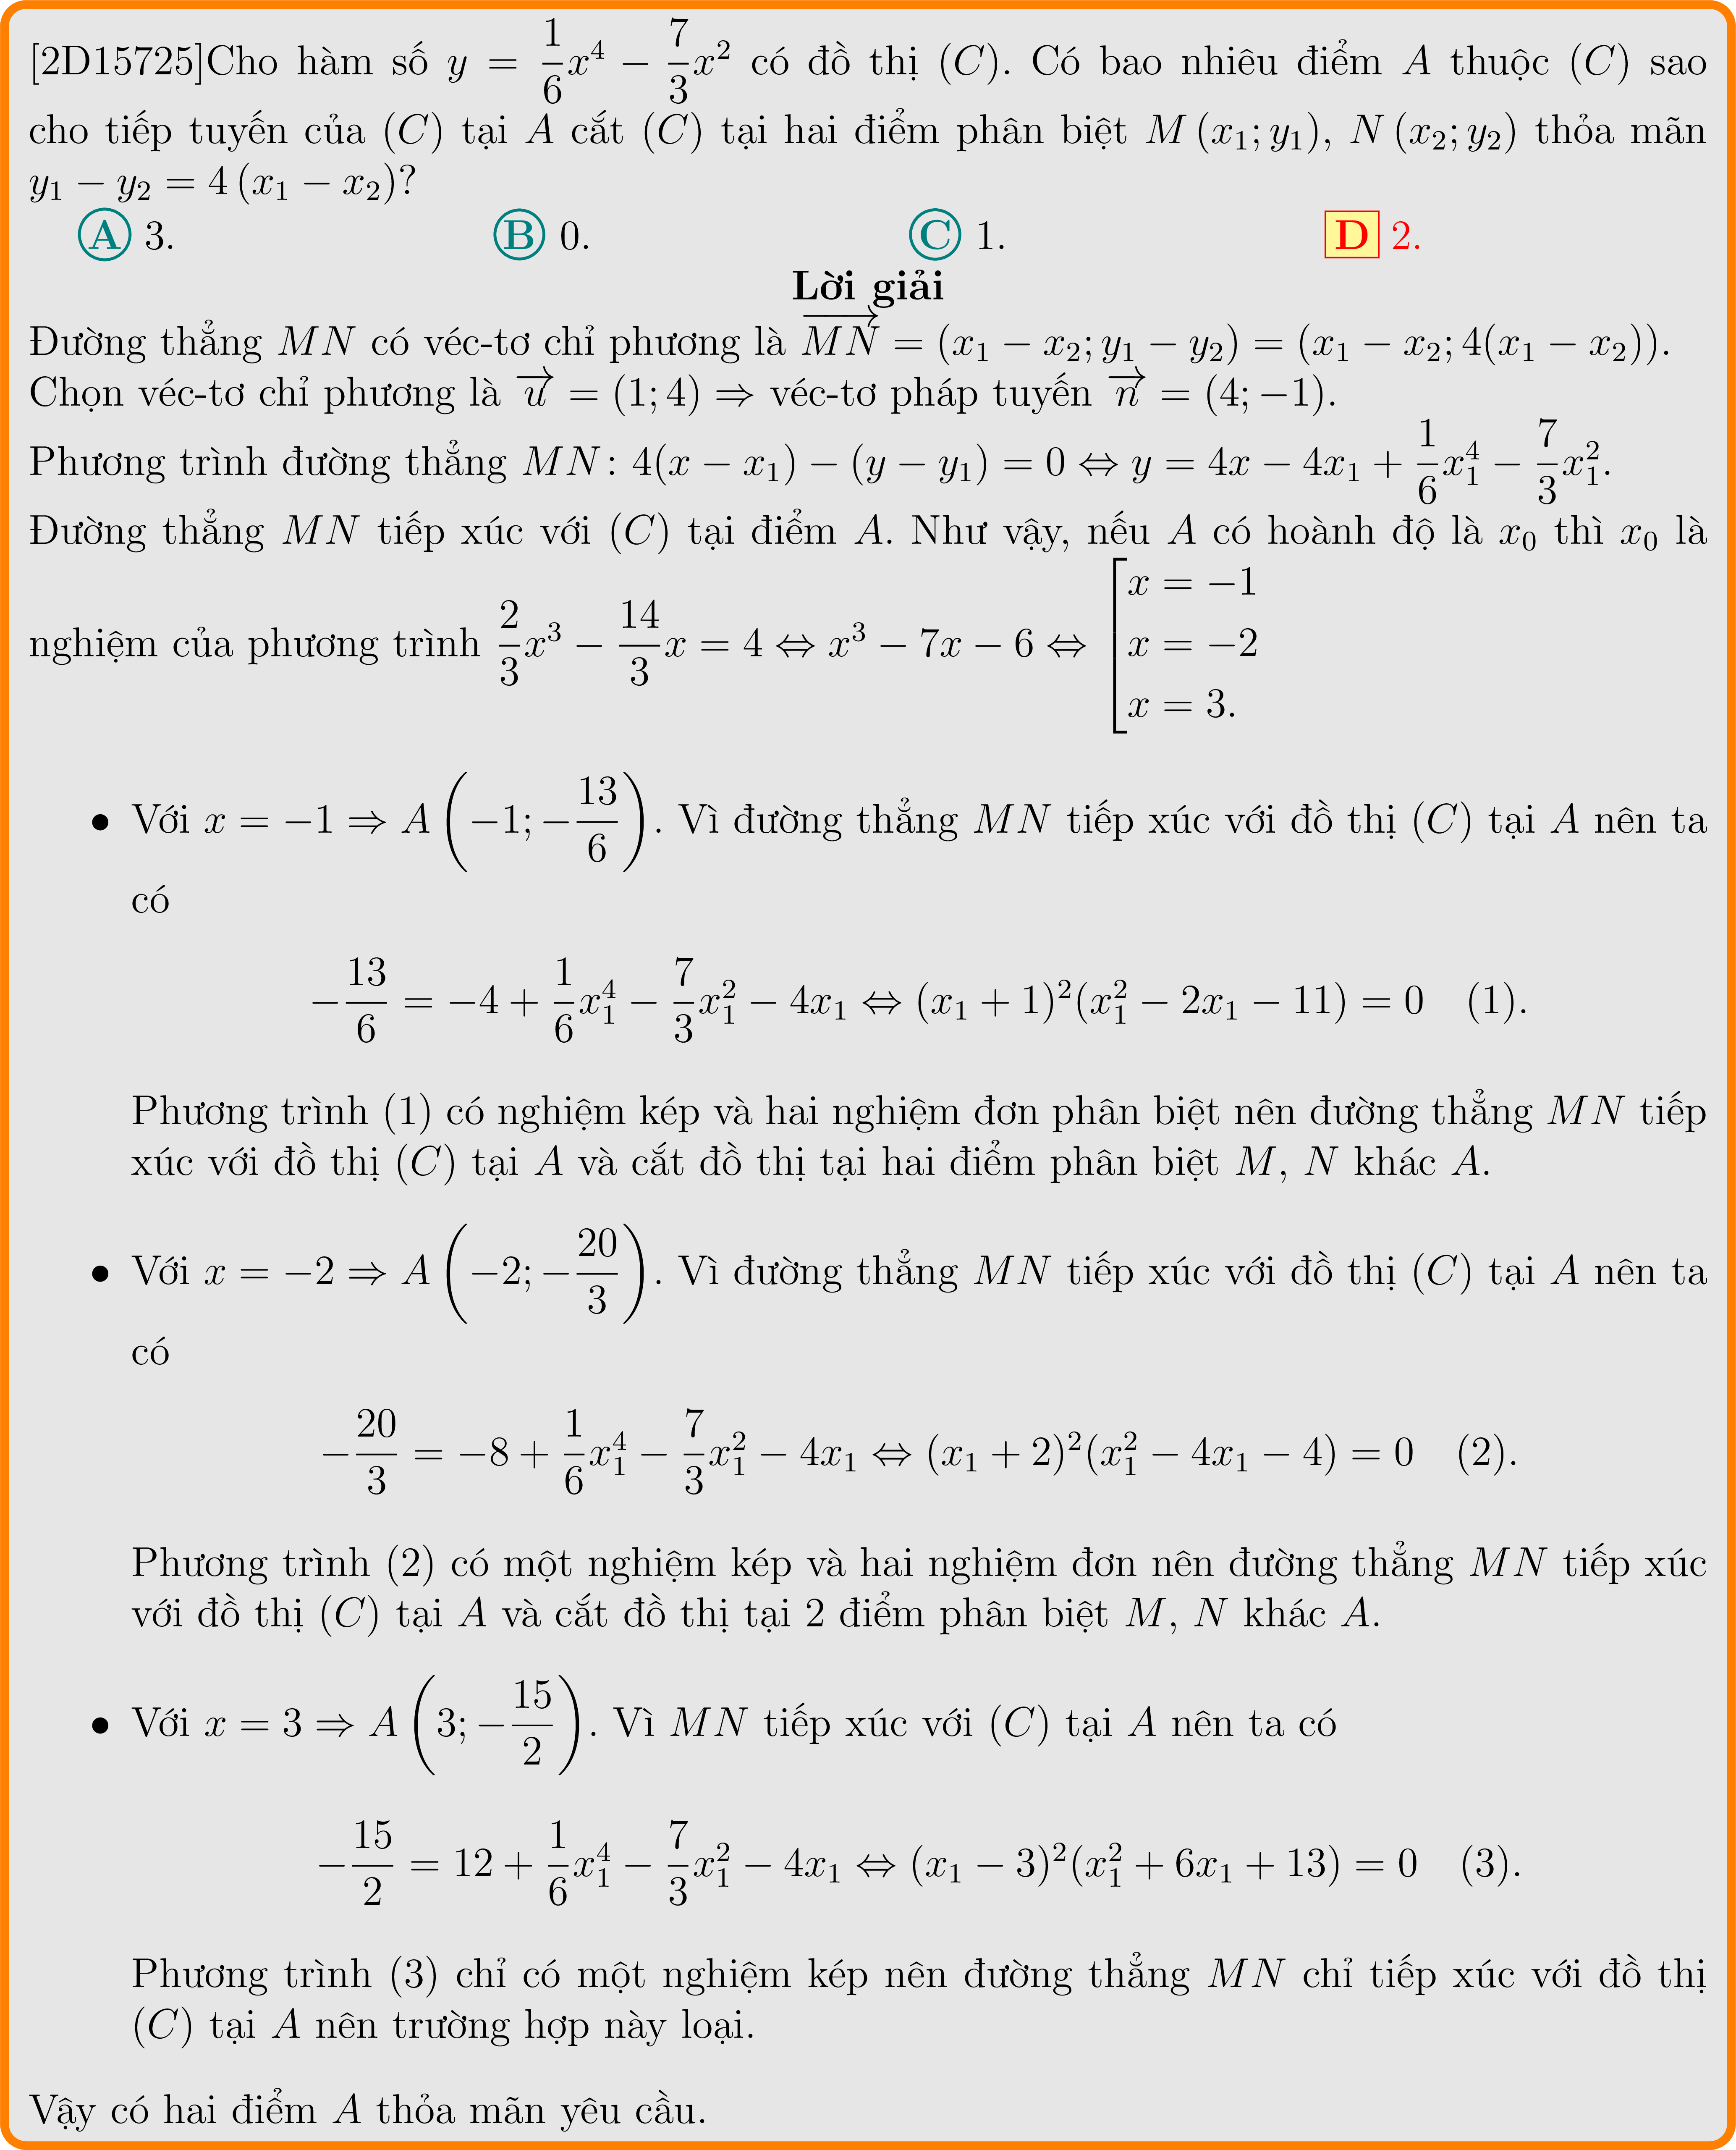 [2D15725]Cho hàm số $y = \dfrac{1}{6}x^4 - \dfrac{7}{3}x^2$ có đồ thị $(C)$. Có bao nhiêu điểm $A$ thuộc $(C)$ sao
cho tiếp tuyến của $(C)$ tại $A$ cắt $(C)$ tại hai điểm phân biệt $M(x_1; y_1)$, $N(x_2; y_2)$ thỏa mãn
$y_1 - y_2 = 4(x_1 - x_2)$?
A 3. B 0. C 1. D 2.
Lời giải
Đường thẳng $MN$ có véc-tơ chỉ phương là $\overrightarrow{MN} = (x_1 - x_2; y_1 - y_2) = (x_1 - x_2; 4(x_1 - x_2))$.
Chọn véc-tơ chỉ phương là $\overrightarrow{u} = (1; 4) \Rightarrow$ véc-tơ pháp tuyến $\overrightarrow{n} = (4; -1)$.
Phương trình đường thẳng $MN$: $4(x - x_1) - (y - y_1) = 0 \Leftrightarrow y = 4x - 4x_1 + \dfrac{1}{6}x_1^4 - \dfrac{7}{3}x_1^2$.
Đường thẳng $MN$ tiếp xúc với $(C)$ tại điểm $A$. Như vậy, nếu $A$ có hoành độ là $x_0$ thì $x_0$ là
nghiệm của phương trình $\dfrac{2}{3}x^3 - \dfrac{14}{3}x = 4 \Leftrightarrow x^3 - 7x - 6 \Leftrightarrow \left[\begin{array}{l} x = -1 \\ x = -2 \\ x = 3. \end{array}\right.$
• Với $x = -1 \Rightarrow A\left(-1; -\dfrac{13}{6}\right)$. Vì đường thẳng $MN$ tiếp xúc với đồ thị $(C)$ tại $A$ nên ta
có
$-\dfrac{13}{6} = -4 + \dfrac{1}{6}x_1^4 - \dfrac{7}{3}x_1^2 - 4x_1 \Leftrightarrow (x_1 + 1)^2(x_1^2 - 2x_1 - 11) = 0 \quad (1).$
Phương trình (1) có nghiệm kép và hai nghiệm đơn phân biệt nên đường thẳng $MN$ tiếp
xúc với đồ thị $(C)$ tại $A$ và cắt đồ thị tại hai điểm phân biệt $M$, $N$ khác $A$.
• Với $x = -2 \Rightarrow A\left(-2; -\dfrac{20}{3}\right)$. Vì đường thẳng $MN$ tiếp xúc với đồ thị $(C)$ tại $A$ nên ta
có
$-\dfrac{20}{3} = -8 + \dfrac{1}{6}x_1^4 - \dfrac{7}{3}x_1^2 - 4x_1 \Leftrightarrow (x_1 + 2)^2(x_1^2 - 4x_1 - 4) = 0 \quad (2).$
Phương trình (2) có một nghiệm kép và hai nghiệm đơn nên đường thẳng $MN$ tiếp xúc
với đồ thị $(C)$ tại $A$ và cắt đồ thị tại 2 điểm phân biệt $M$, $N$ khác $A$.
• Với $x = 3 \Rightarrow A\left(3; -\dfrac{15}{2}\right)$. Vì $MN$ tiếp xúc với $(C)$ tại $A$ nên ta có
$-\dfrac{15}{2} = 12 + \dfrac{1}{6}x_1^4 - \dfrac{7}{3}x_1^2 - 4x_1 \Leftrightarrow (x_1 - 3)^2(x_1^2 + 6x_1 + 13) = 0 \quad (3).$
Phương trình (3) chỉ có một nghiệm kép nên đường thẳng $MN$ chỉ tiếp xúc với đồ thị
$(C)$ tại $A$ nên trường hợp này loại.
Vậy có hai điểm $A$ thỏa mãn yêu cầu.